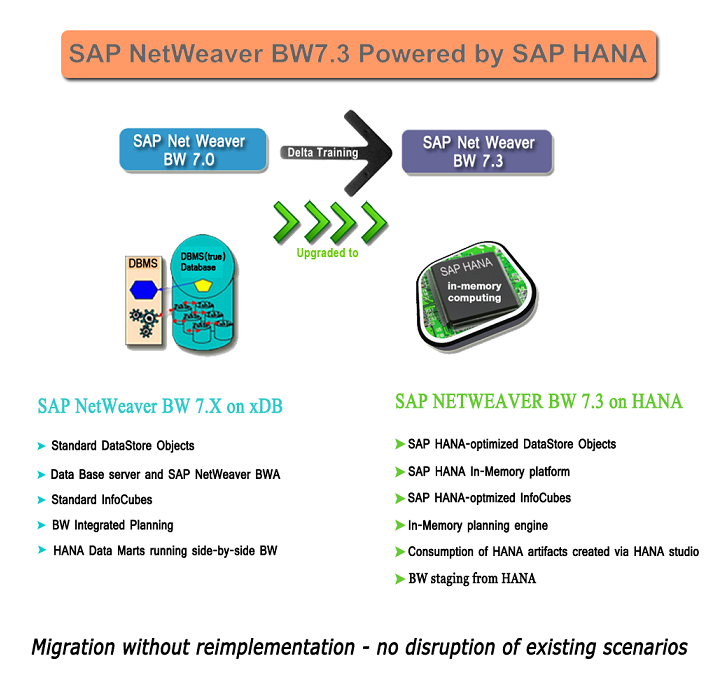 SAP NetWeaver BW7.3 Powered by SAP HANA
SAP Net Weaver
BW 7.0
Delta Training
SAP Net Weaver
BW 7.3
Upgraded to
DBMS
DBMS(true)
Database
SAP HANA
in-memory
computing
SAP NetWeaver BW 7.X on xDB
Standard DataStore Objects
Data Base server and SAP NetWeaver BWA
Standard InfoCubes
BW Integrated Planning
HANA Data Marts running side-by-side BW
SAP NETWEAVER BW 7.3 on HANA
SAP HANA-optimized DataStore Objects
SAP HANA In-Memory platform
SAP HANA-optmized InfoCubes
In-Memory planning engine
Consumption of HANA artifacts created via HANA studio
BW staging from HANA
Migration without reimplementation - no disruption of existing scenarios